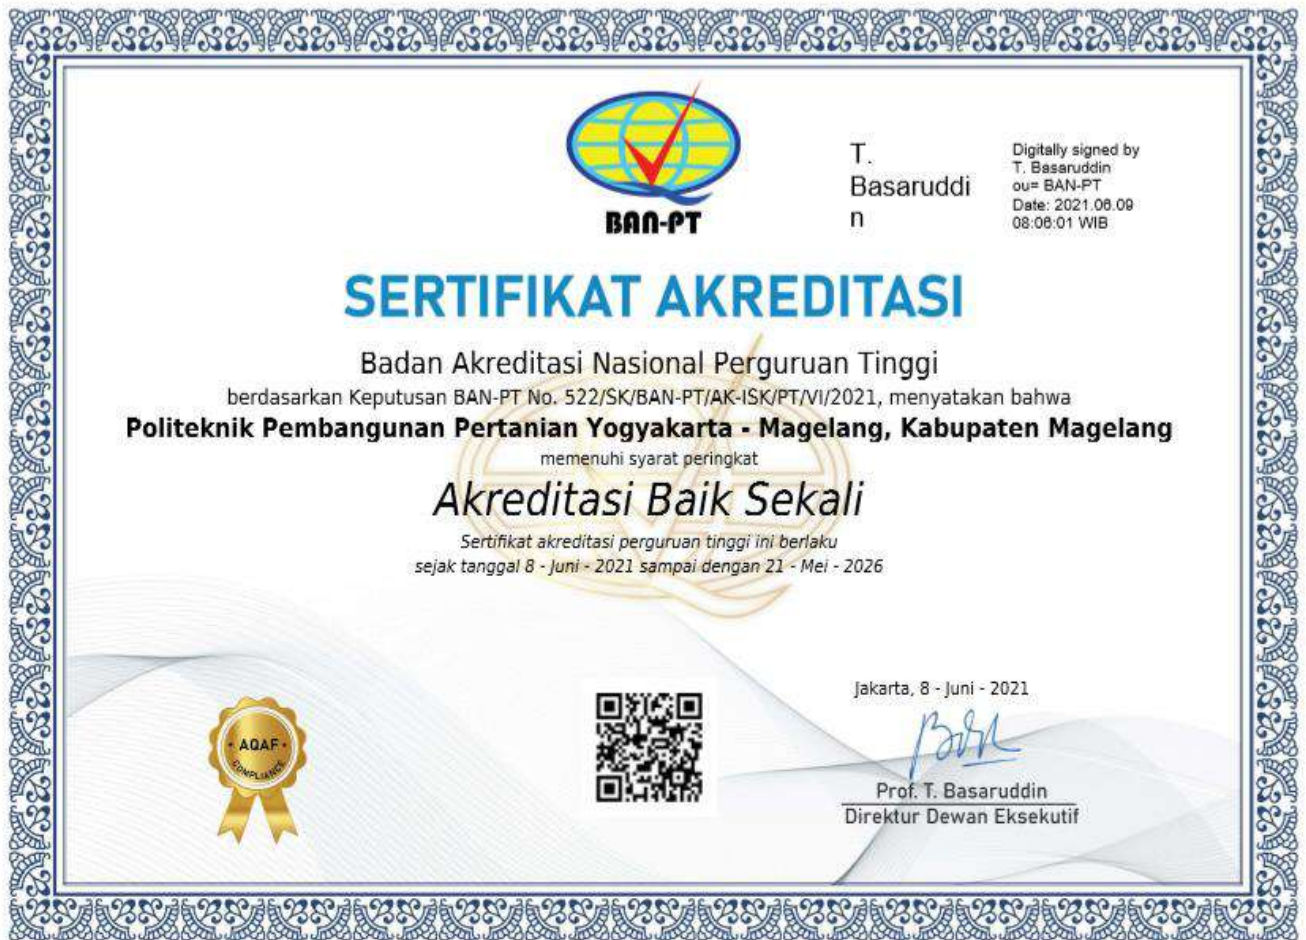 BAN-PT
T.
Basaruddi
n
Digitally signed by
T. Basaruddin
ou= BAN-PT
Date: 2021.06.09
08:06:01 WIB
SERTIFIKAT AKREDITASI
Badan Akreditasi Nasional Perguruan Tinggi
berdasarkan Keputusan BAN-PT No. 522/SK/BAN-PT/AK-ISK/PT/VI/2021, menyatakan bahwa
Politeknik Pembangunan Pertanian Yogyakarta - Magelang, Kabupaten Magelang
memenuhi syarat peringkat
Akreditasi Baik Sekali
Sertifikat akreditasi perguruan tinggi ini berlaku
sejak tanggal 8 - Juni - 2021 sampai dengan 21 - Mei - 2026
Jakarta, 8 - Juni - 2021
AQAF
COMPLIANCE
Prof. T. Basaruddin
Direktur Dewan Eksekutif